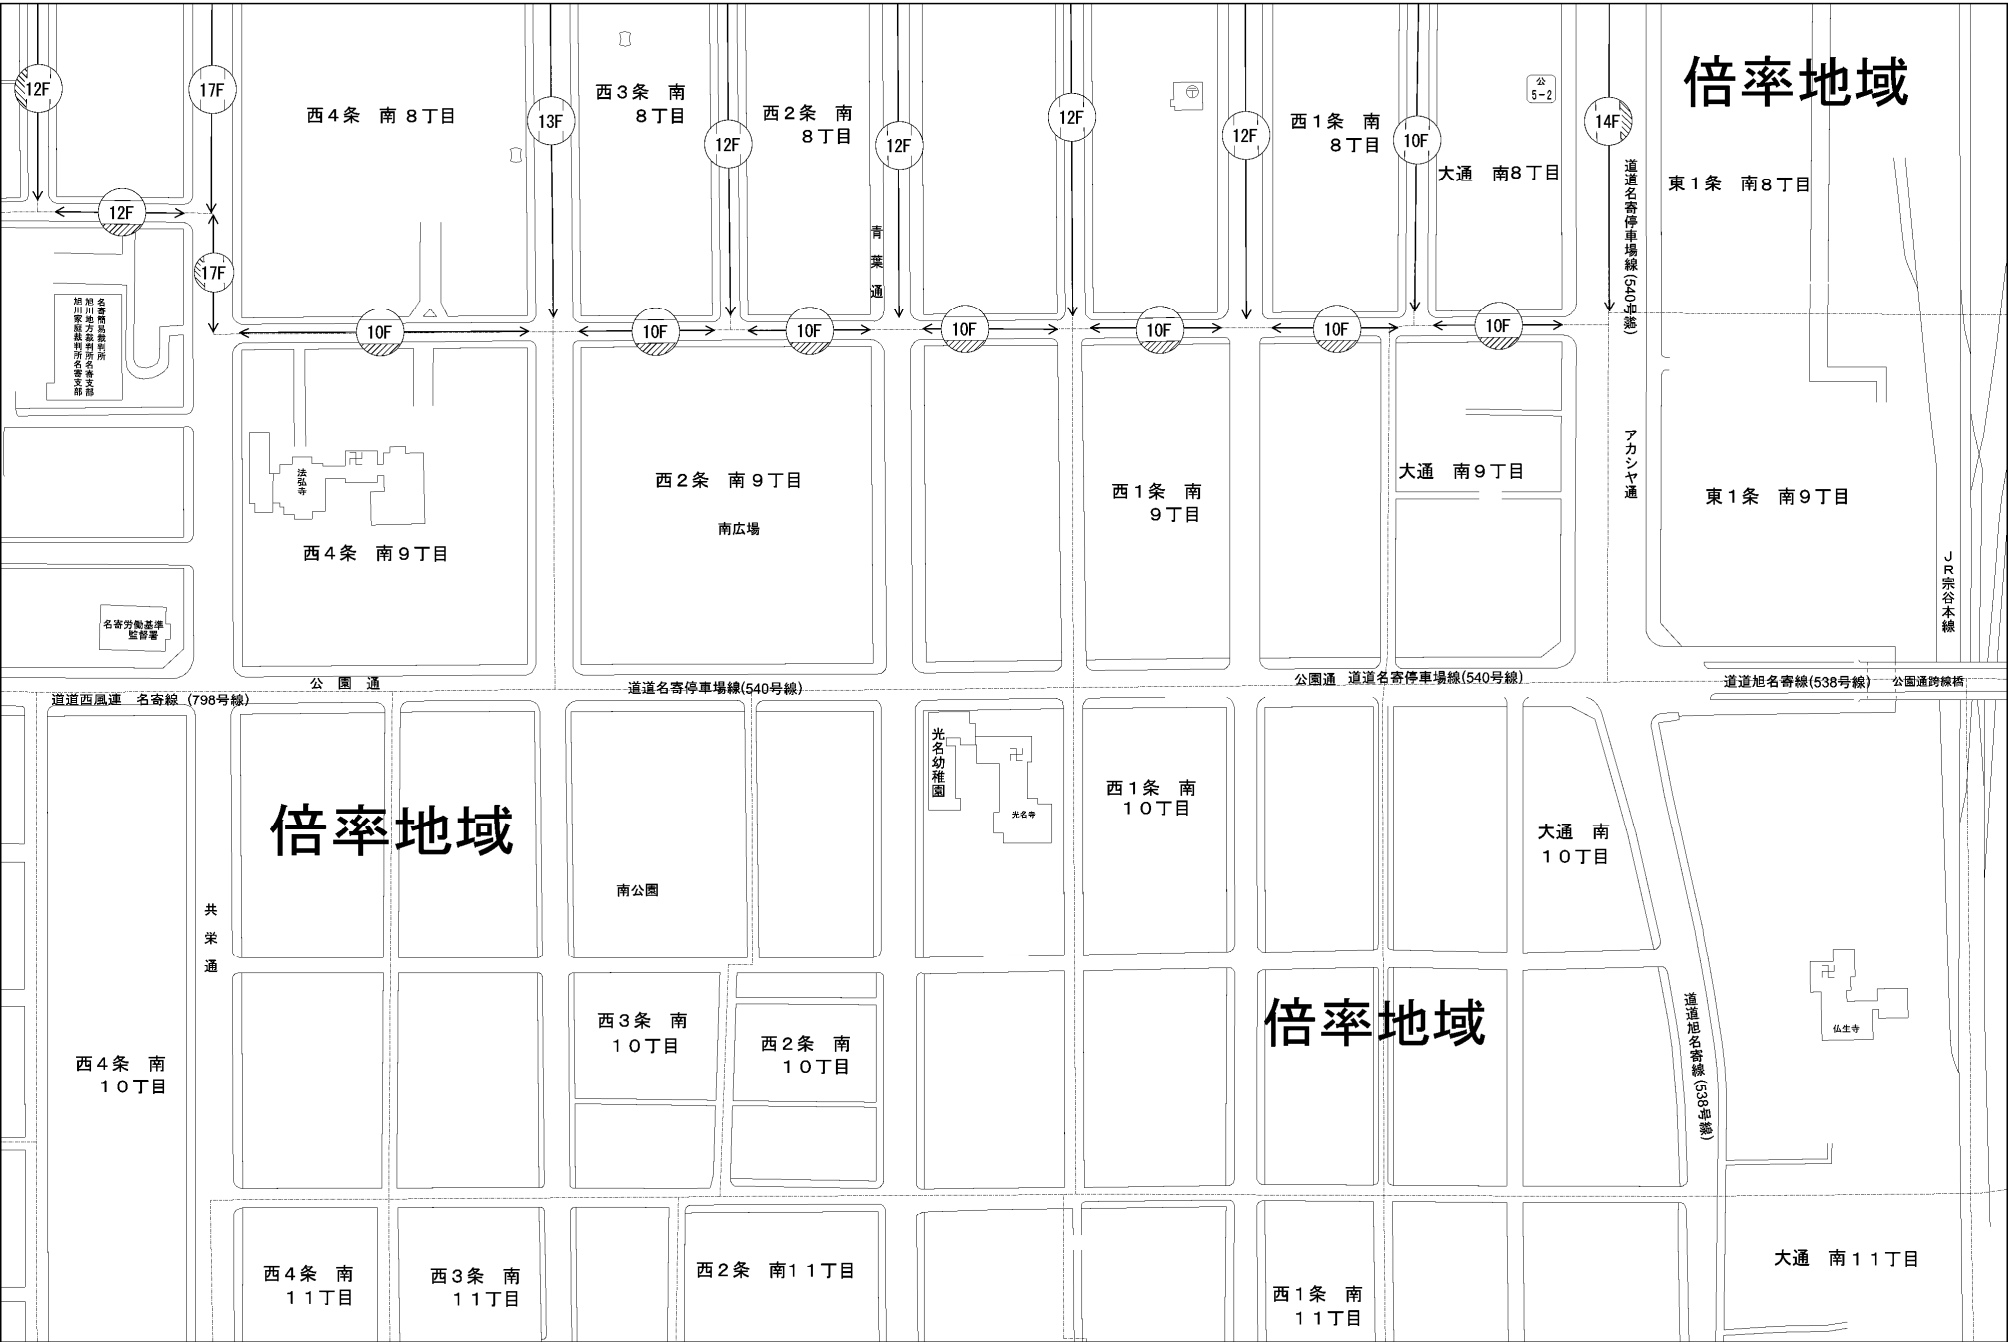 12F
17F
西４条　南８丁目
13F
西３条　南
８丁目
12F
西２条　南
８丁目
12F
12F
12F
西１条　南
８丁目
10F
大通　南８丁目
公
5-2
14F
倍率地域
東１条　南８丁目
道道名寄停車場線(540号線)
12F
17F
青葉通
10F
10F
10F
10F
10F
10F
10F
名寄簡易裁判所
旭川地方裁判所名寄支部
旭川家庭裁判所名寄支部
法弘寺
西４条　南９丁目
西２条　南９丁目
南広場
西１条　南
９丁目
大通　南９丁目
アカシヤ通
東１条　南９丁目
JR宗谷本線
名寄労働基準
監督署
公園通
道道西風連　名寄線（798号線）
道道名寄停車場線(540号線)
公園通　道道名寄停車場線(540号線)
道道旭名寄線(538号線)
公園通跨線橋
倍率地域
共栄通
南公園
光名幼稚園
光名寺
西１条　南
１０丁目
大通　南
１０丁目
西４条　南
１０丁目
西３条　南
１０丁目
西２条　南
１０丁目
倍率地域
道道旭名寄線(538号線)
仏生寺
西４条　南
１１丁目
西３条　南
１１丁目
西２条　南１１丁目
西１条　南
１１丁目
大通　南１１丁目